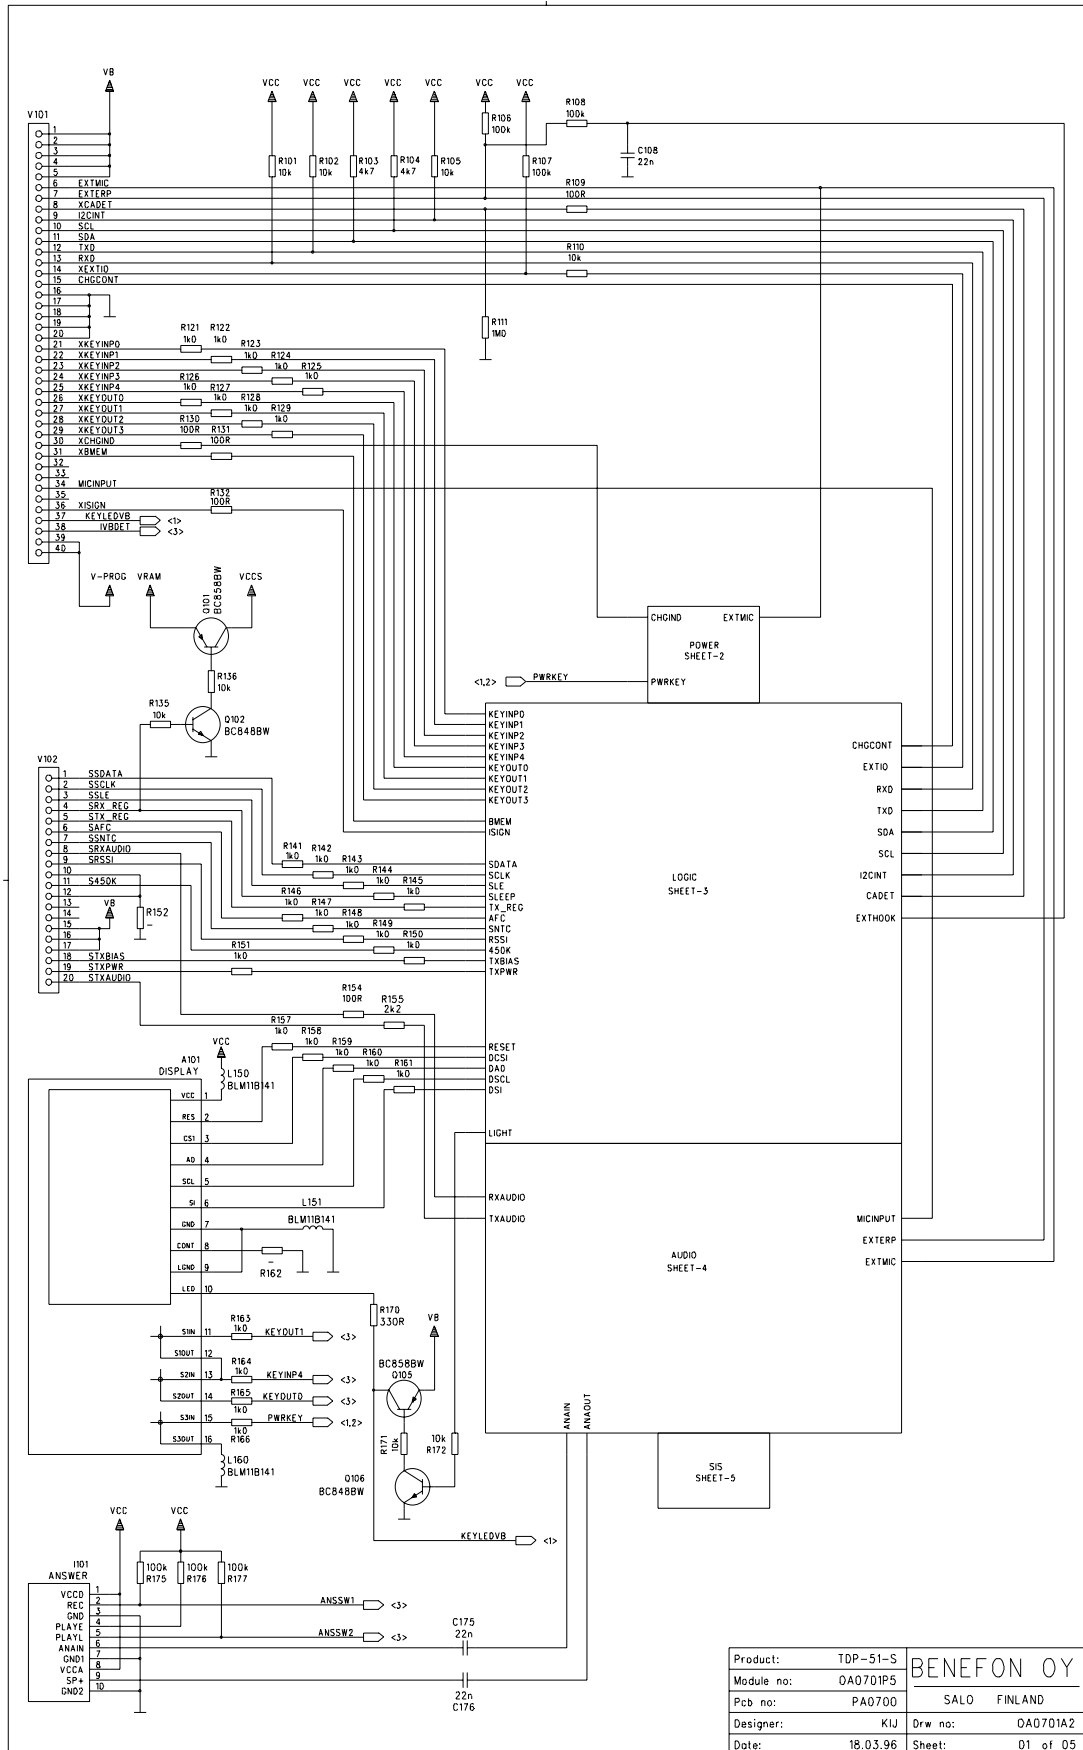 VB
VCC VCC VCC VCC VCC VCC VCC
R108
100k
R106
100k
C108
22n
V101
R101
10k
R102
10k
R103
4k7
R104
4k7
R105
10k
R107
100k
1
2
3
4
5
6 EXTMIC
7 EXTERP
8 XCADET
9 I2CINT
10 SCL
11 SDA
12 TXD
13 RXD
14 XEXTIO
15 CHGCONT
16
17
18
19
20
21 XKEYINP0
22 XKEYINP1
23 XKEYINP2
24 XKEYINP3
25 XKEYINP4
26 XKEYOUT0
27 XKEYOUT1
28 XKEYOUT2
29 XKEYOUT3
30 XCHGIND
31 XBMEM
32
33
34 MICINPUT
35
36 XISIGN
37 KEYLEDVB <1>
38 IVBDET <3>
39
40
R109
100R
R110
10k
R111
1M0
R121
1k0
R122
1k0
R123
1k0
R124
1k0
R125
1k0
R126
1k0
R127
1k0
R128
1k0
R129
1k0
R130
100R
R131
100R
R132
100R
V-PROG
VRAM
Q101
BC858BW
VCCS
R136
10k
R135
10k
Q102
BC848BW
CHGIND EXTMIC
POWER
SHEET-2
<1,2> PWRKEY PWRKEY
KEYINP0
KEYINP1
KEYINP2
KEYINP3
KEYINP4
KEYOUT0
KEYOUT1
KEYOUT2
KEYOUT3
BMEM
ISIGN
SDATA
SCLK
SLE
SLEEP
TX_REG
AFC
SNTC
RSSI
450K
TXBIAS
TXPWR
RESET
DCSI
DA0
DSCL
DSI
LIGHT
LOGIC
SHEET-3
CHGCONT
EXTIO
RXD
TXD
SDA
SCL
I2CINT
CADET
EXTHOOK
V102
1 SSDATA
2 SSCLK
3 SSLE
4 SRX_REG
5 STX_REG
6 SAFC
7 SSNTC
8 SRXAUDIO
9 SRSSI
10
11 S450K
12
13
14
15
16
17
18 STXBIAS
19 STXPWR
20 STXAUDIO
VB
R152
-
R141
1k0
R142
1k0
R143
1k0
R144
1k0
R145
1k0
R146
1k0
R147
1k0
R148
1k0
R149
1k0
R150
1k0
R151
1k0
R154
100R
R155
2k2
R157
1k0
R158
1k0
R159
1k0
R160
1k0
R161
1k0
VCC
A101
DISPLAY
L150
BLM11B141
VCC 1
RES 2
CS1 3
A0 4
SCL 5
SI 6
GND 7
CONT 8
LGND 9
LED 10
S1IN 11
S1OUT 12
S2IN 13
S2OUT 14
S3IN 15
S3OUT 16
L151
BLM11B141
-
R162
R163
1k0
KEYOUT1 <3>
R164
1k0
KEYINP4 <3>
R165
1k0
KEYOUT0 <3>
PWRKEY <1,2>
1k0
R166
L160
BLM11B141
RXAUDIO
TXAUDIO
AUDIO
SHEET-4
MICINPUT
EXTERP
EXTMIC
ANAIN
ANAOUT
SIS
SHEET-5
R170
330R
VB
BC858BW
Q105
R171
10k
10k
R172
Q106
BC848BW
KEYLEDVB <1>
VCC VCC
I101
ANSWER
100k
R175
100k
R176
100k
R177
VCCD 1
REC 2
GND 3
PLAYE 4
PLAYL 5
ANAIN 6
GND1 7
VCCA 8
SP+ 9
GND2 10
ANSSW1 <3>
ANSSW2 <3>
C175
22n
22n
C176
Product: TDP-51-S
Module no: OA0701P5
Pcb no: PA0700
Designer: KIJ
Date: 18.03.96
BENEFON OY
SALO FINLAND
Drw no: OA0701A2
Sheet: 01 of 05